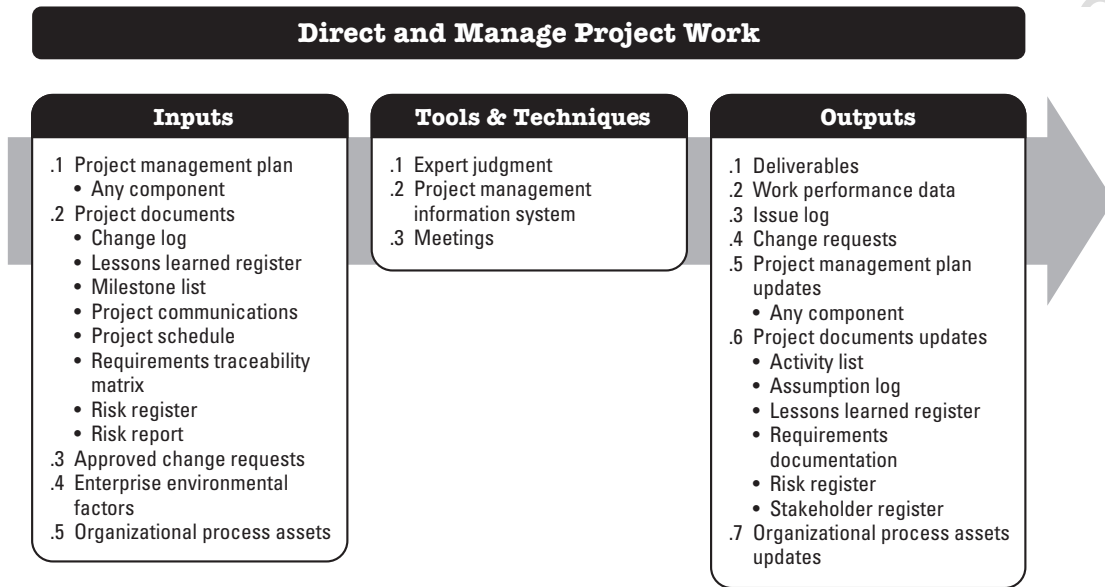 Direct and Manage Project Work
Inputs
.1 Project management plan
• Any component
.2 Project documents
• Change log
• Lessons learned register
• Milestone list
• Project communications
• Project schedule
• Requirements traceability
matrix
• Risk register
• Risk report
.3 Approved change requests
.4 Enterprise environmental
factors
.5 Organizational process assets
Tools & Techniques
.1 Expert judgment
.2 Project management
information system
.3 Meetings
Outputs
.1 Deliverables
.2 Work performance data
.3 Issue log
.4 Change requests
.5 Project management plan
updates
• Any component
.6 Project documents updates
• Activity list
• Assumption log
• Lessons learned register
• Requirements
documentation
• Risk register
• Stakeholder register
.7 Organizational process assets
updates